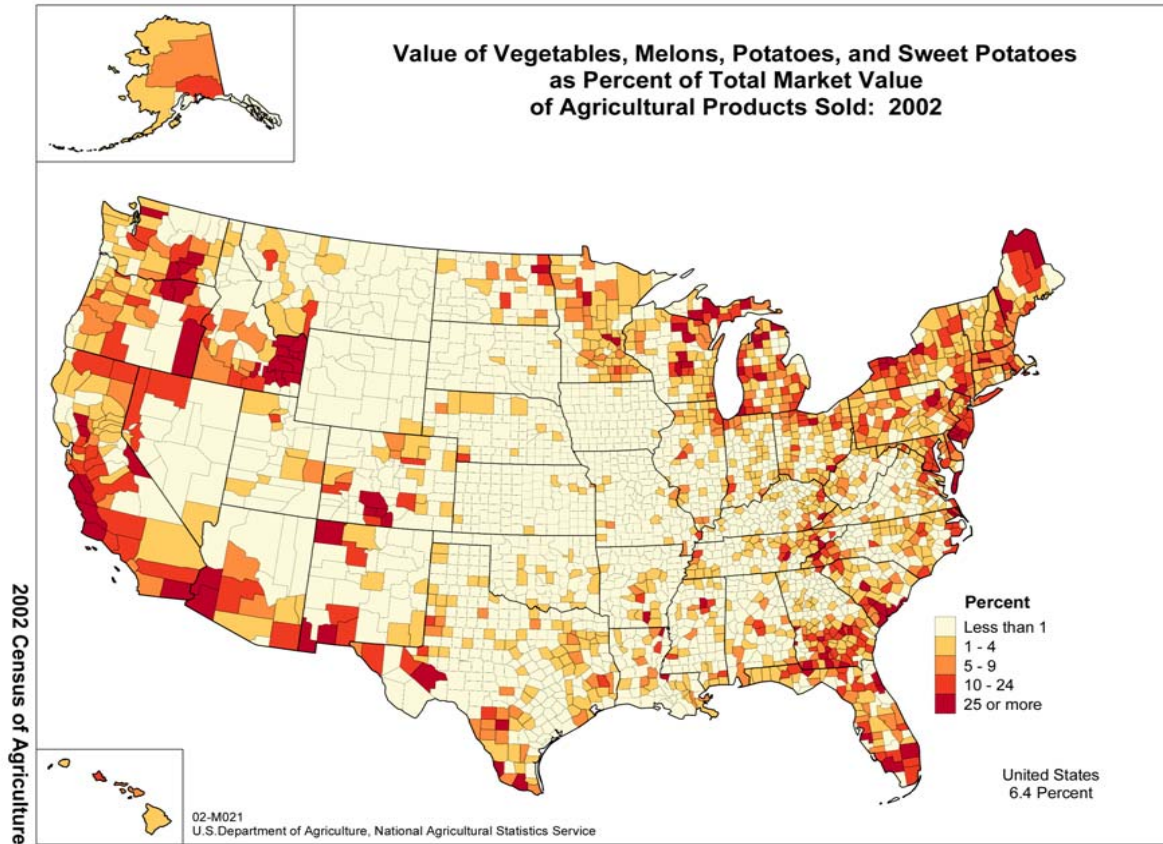 Value of Vegetables, Melons, Potatoes, and Sweet Potatoes
as Percent of Total Market Value
of Agricultural Products Sold: 2002
Percent
Less than 1
1 - 4
5 - 9
10 - 24
25 or more
United States
6.4 Percent
02-M021
U.S.Department of Agriculture, National Agricultural Statistics Service
2002 Census of Agriculture